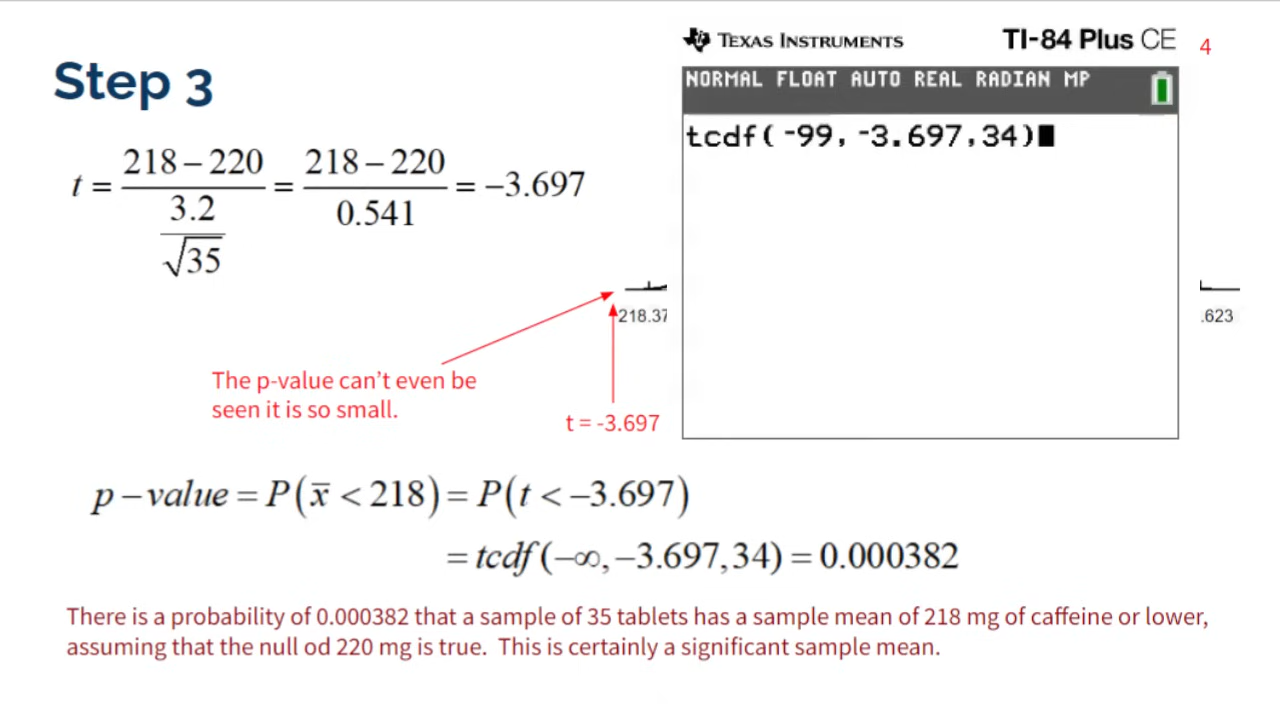 TEXAS INSTRUMENTS TI-84 Plus CE 4
Step 3
NORMAL FLOAT AUTO REAL RADIAN MP
tcdf( -99, -3.697,34)
t = (218 − 220)/(3.2/√35) = (218 − 220)/0.541 = −3.697
218.37
.623
The p-value can’t even be
seen it is so small.
t = -3.697
p − value = P(x̅ < 218) = P(t < −3.697)
= tcdf(−∞, −3.697, 34) = 0.000382
There is a probability of 0.000382 that a sample of 35 tablets has a sample mean of 218 mg of caffeine or lower,
assuming that the null od 220 mg is true. This is certainly a significant sample mean.